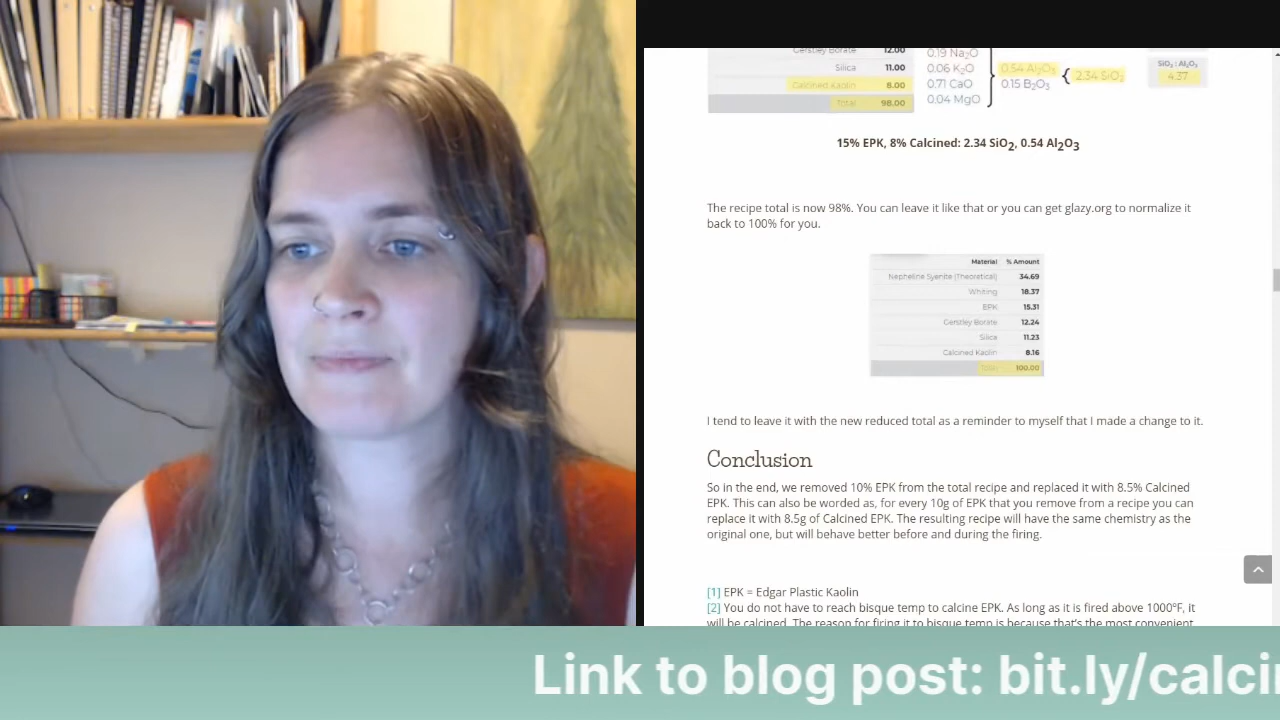 Gerstley Borate 12.00
Silica 11.00
Calcined Kaolin 8.00
Total 98.00
0.19 Na₂O
0.06 K₂O
0.71 CaO
0.04 MgO
0.54 Al₂O₃
0.15 B₂O₃
2.34 SiO₂
SiO₂ : Al₂O₃
4.37
15% EPK, 8% Calcined: 2.34 SiO₂, 0.54 Al₂O₃
The recipe total is now 98%. You can leave it like that or you can get glazy.org to normalize it
back to 100% for you.
Material % Amount
Nepheline Syenite (Theoretical) 34.69
Whiting 18.37
EPK 15.31
Gerstley Borate 12.24
Silica 11.23
Calcined Kaolin 8.16
Total 100.00
I tend to leave it with the new reduced total as a reminder to myself that I made a change to it.
Conclusion
So in the end, we removed 10% EPK from the total recipe and replaced it with 8.5% Calcined
EPK. This can also be worded as, for every 10g of EPK that you remove from a recipe you can
replace it with 8.5g of Calcined EPK. The resulting recipe will have the same chemistry as the
original one, but will behave better before and during the firing.
[1] EPK = Edgar Plastic Kaolin
[2] You do not have to reach bisque temp to calcine EPK. As long as it is fired above 1000°F, it
will be calcined. The reason for firing it to bisque temp is because that's the most convenient
Link to blog post: bit.ly/calci